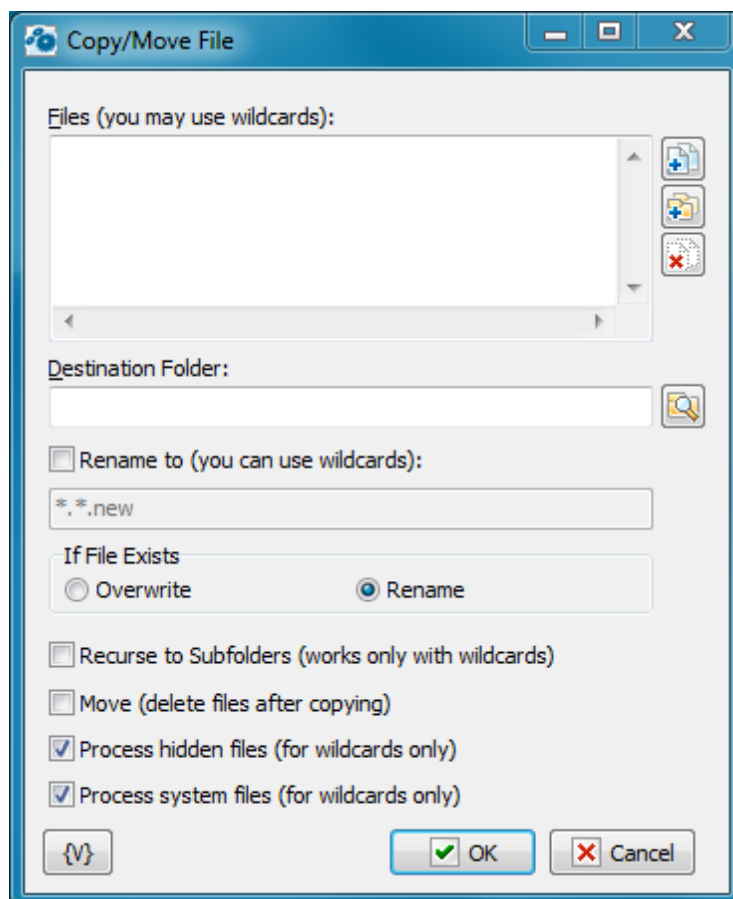 Copy/Move File
Files (you may use wildcards):
Destination Folder:
Rename to (you can use wildcards):
*.*.new
If File Exists
Overwrite Rename
Recurse to Subfolders (works only with wildcards)
Move (delete files after copying)
Process hidden files (for wildcards only)
Process system files (for wildcards only)
{V} OK Cancel